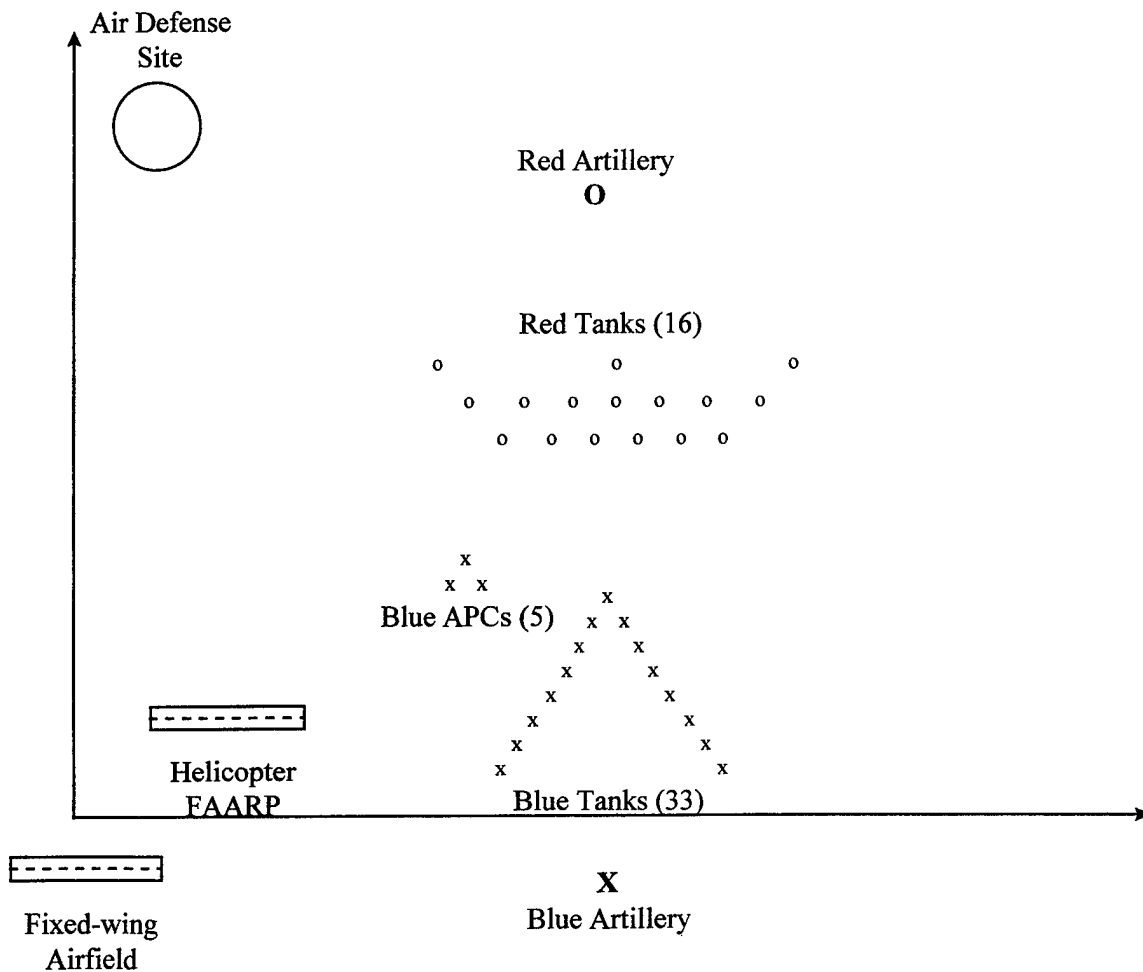 Air Defense
Site
Red Artillery
O
Red Tanks (16)
o o o
o o o o o o o
o o o o o o
x
x x
Blue APCs (5)
x
x x
x x
x x
x x
x x
x x
x x
Helicopter
FAARP
Blue Tanks (33)
X
Blue Artillery
Fixed-wing
Airfield